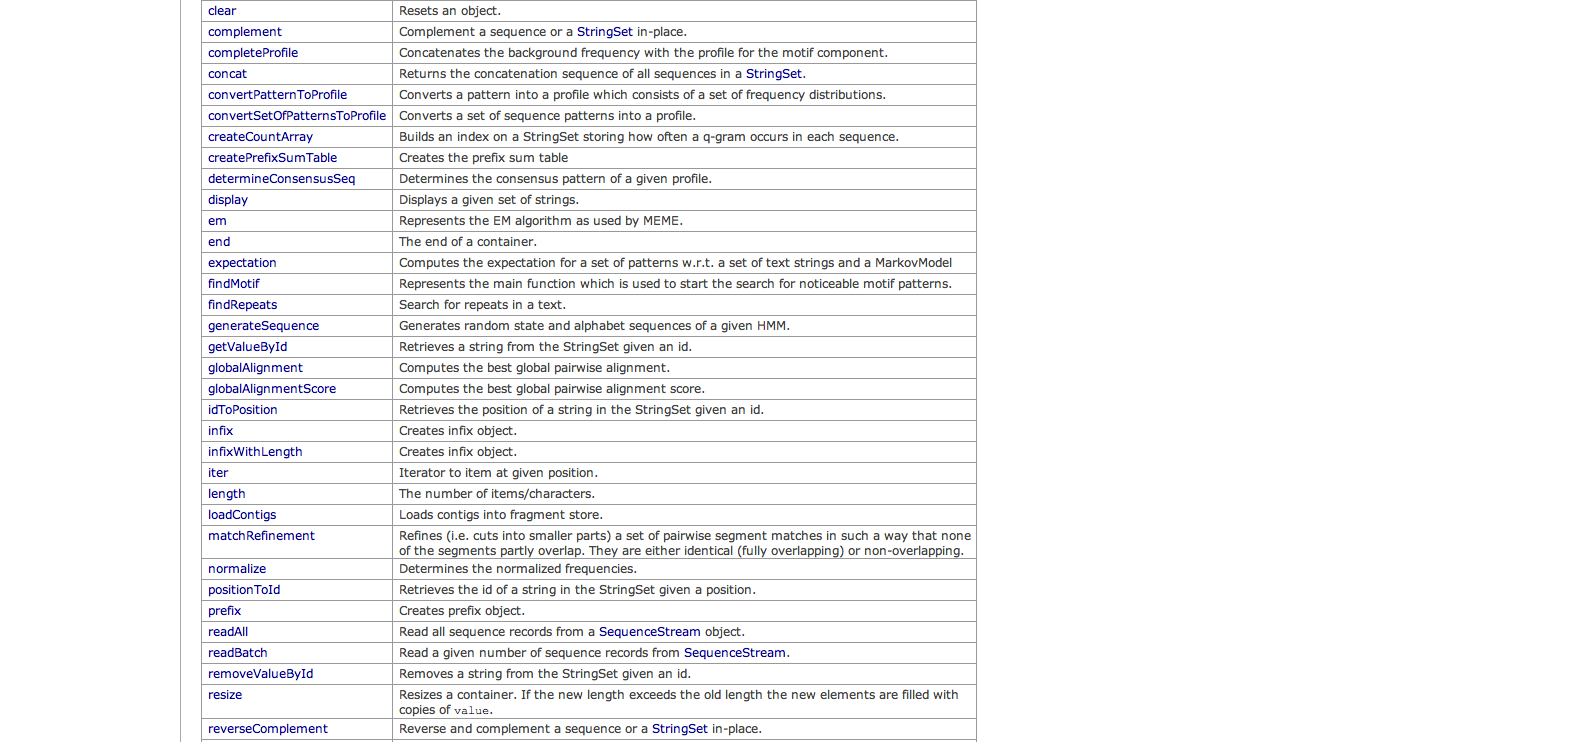 clear Resets an object.
complement Complement a sequence or a StringSet in-place.
completeProfile Concatenates the background frequency with the profile for the motif component.
concat Returns the concatenation sequence of all sequences in a StringSet.
convertPatternToProfile Converts a pattern into a profile which consists of a set of frequency distributions.
convertSetOfPatternsToProfile Converts a set of sequence patterns into a profile.
createCountArray Builds an index on a StringSet storing how often a q-gram occurs in each sequence.
createPrefixSumTable Creates the prefix sum table
determineConsensusSeq Determines the consensus pattern of a given profile.
display Displays a given set of strings.
em Represents the EM algorithm as used by MEME.
end The end of a container.
expectation Computes the expectation for a set of patterns w.r.t. a set of text strings and a MarkovModel
findMotif Represents the main function which is used to start the search for noticeable motif patterns.
findRepeats Search for repeats in a text.
generateSequence Generates random state and alphabet sequences of a given HMM.
getValueById Retrieves a string from the StringSet given an id.
globalAlignment Computes the best global pairwise alignment.
globalAlignmentScore Computes the best global pairwise alignment score.
idToPosition Retrieves the position of a string in the StringSet given an id.
infix Creates infix object.
infixWithLength Creates infix object.
iter Iterator to item at given position.
length The number of items/characters.
loadContigs Loads contigs into fragment store.
matchRefinement Refines (i.e. cuts into smaller parts) a set of pairwise segment matches in such a way that none
of the segments partly overlap. They are either identical (fully overlapping) or non-overlapping.
normalize Determines the normalized frequencies.
positionToId Retrieves the id of a string in the StringSet given a position.
prefix Creates prefix object.
readAll Read all sequence records from a SequenceStream object.
readBatch Read a given number of sequence records from SequenceStream.
removeValueById Removes a string from the StringSet given an id.
resize Resizes a container. If the new length exceeds the old length the new elements are filled with
copies of value.
reverseComplement Reverse and complement a sequence or a StringSet in-place.